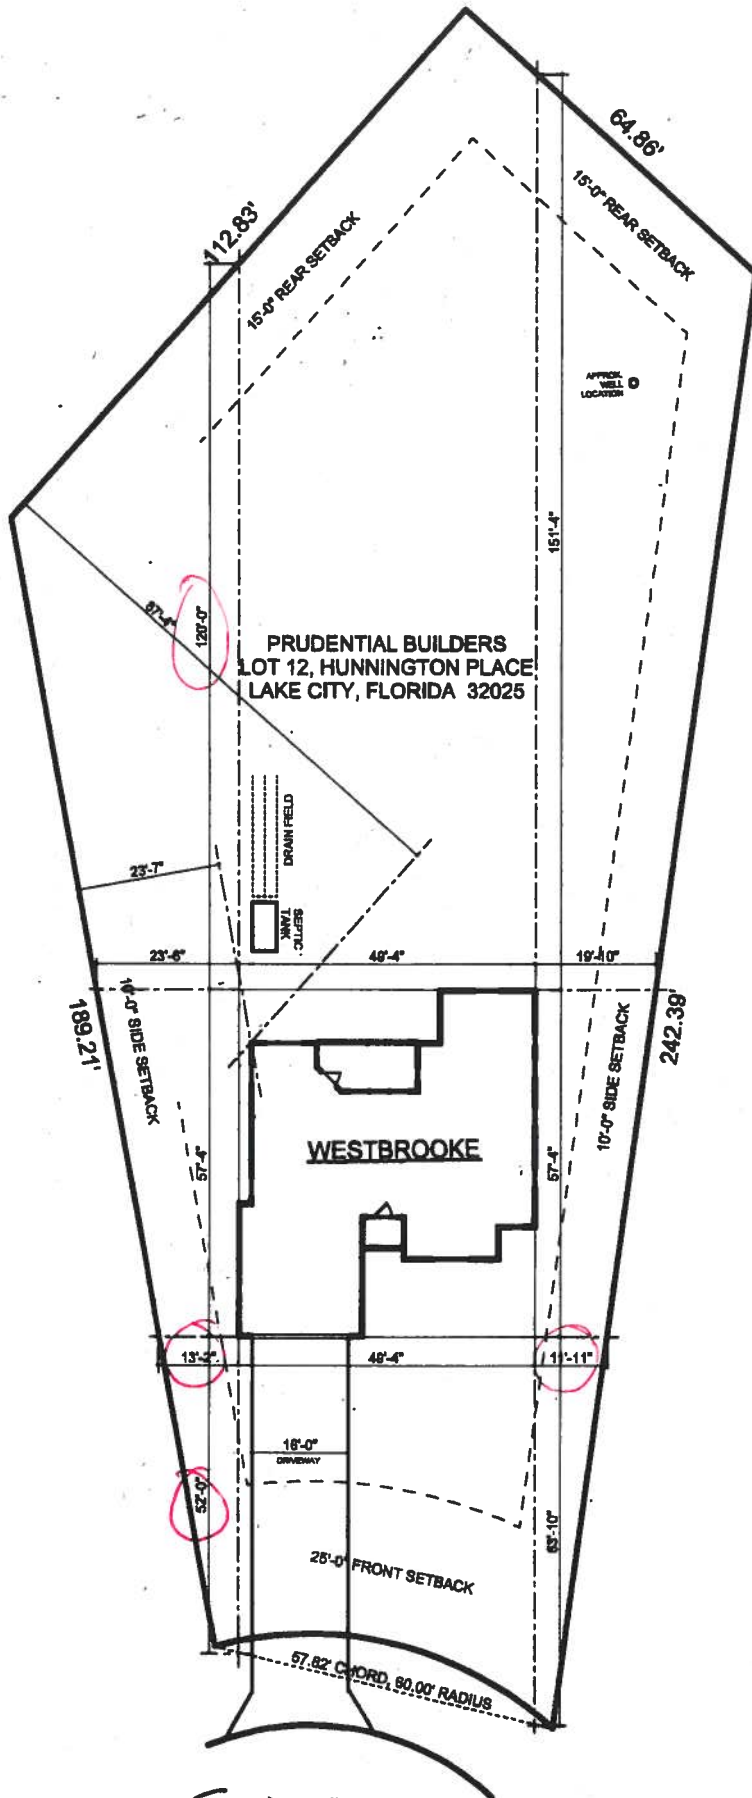 64.86'
112.83'
15'-0" REAR SETBACK
15'-0" REAR SETBACK
APPROX.
WELL
LOCATION
151'-4"
87'-4"
120'-0"
PRUDENTIAL BUILDERS
LOT 12, HUNNINGTON PLACE
LAKE CITY, FLORIDA 32025
DRAIN FIELD
SEPTIC
TANK
23'-7"
23'-6"
49'-4"
19'-10"
189.21'
10'-0" SIDE SETBACK
242.39'
10'-0" SIDE SETBACK
57'-4"
WESTBROOKE
57'-4"
13'-2"
49'-4"
11'-11"
16'-0"
DRIVEWAY
52'-0"
63'-10"
25'-0" FRONT SETBACK
57.82' CHORD, 60.00' RADIUS